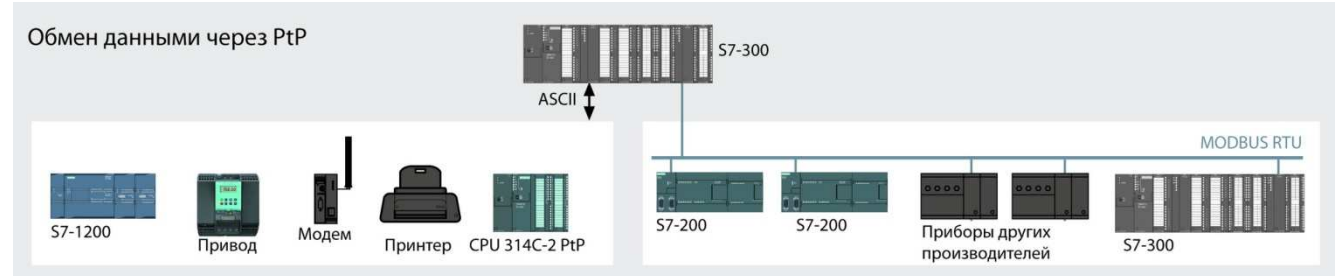 Обмен данными через PtP
S7-300
ASCII
MODBUS RTU
S7-1200
Привод
Модем
Принтер
CPU 314C-2 PtP
S7-200
S7-200
Приборы других
производителей
S7-300